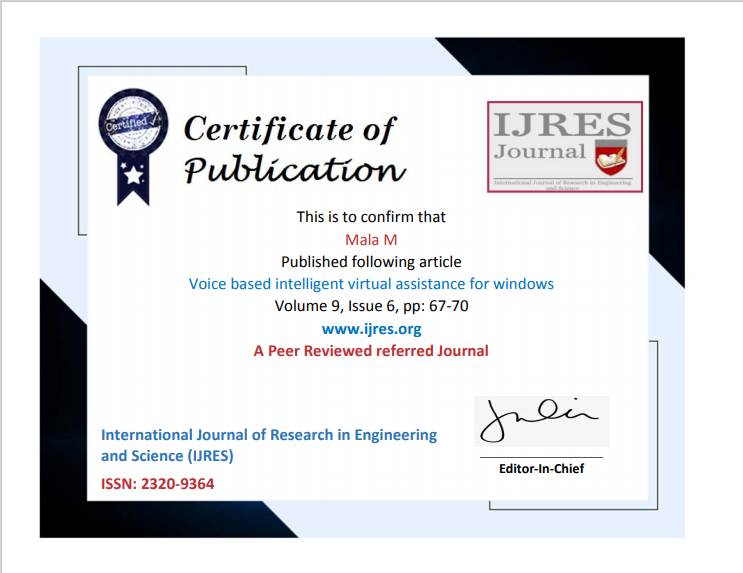 Certified
Certificate of
Publication
IJRES
Journal
International Journal of Research in Engineering
and Science
This is to confirm that
Mala M
Published following article
Voice based intelligent virtual assistance for windows
Volume 9, Issue 6, pp: 67-70
www.ijres.org
A Peer Reviewed referred Journal
International Journal of Research in Engineering
and Science (IJRES)
ISSN: 2320-9364
Editor-In-Chief